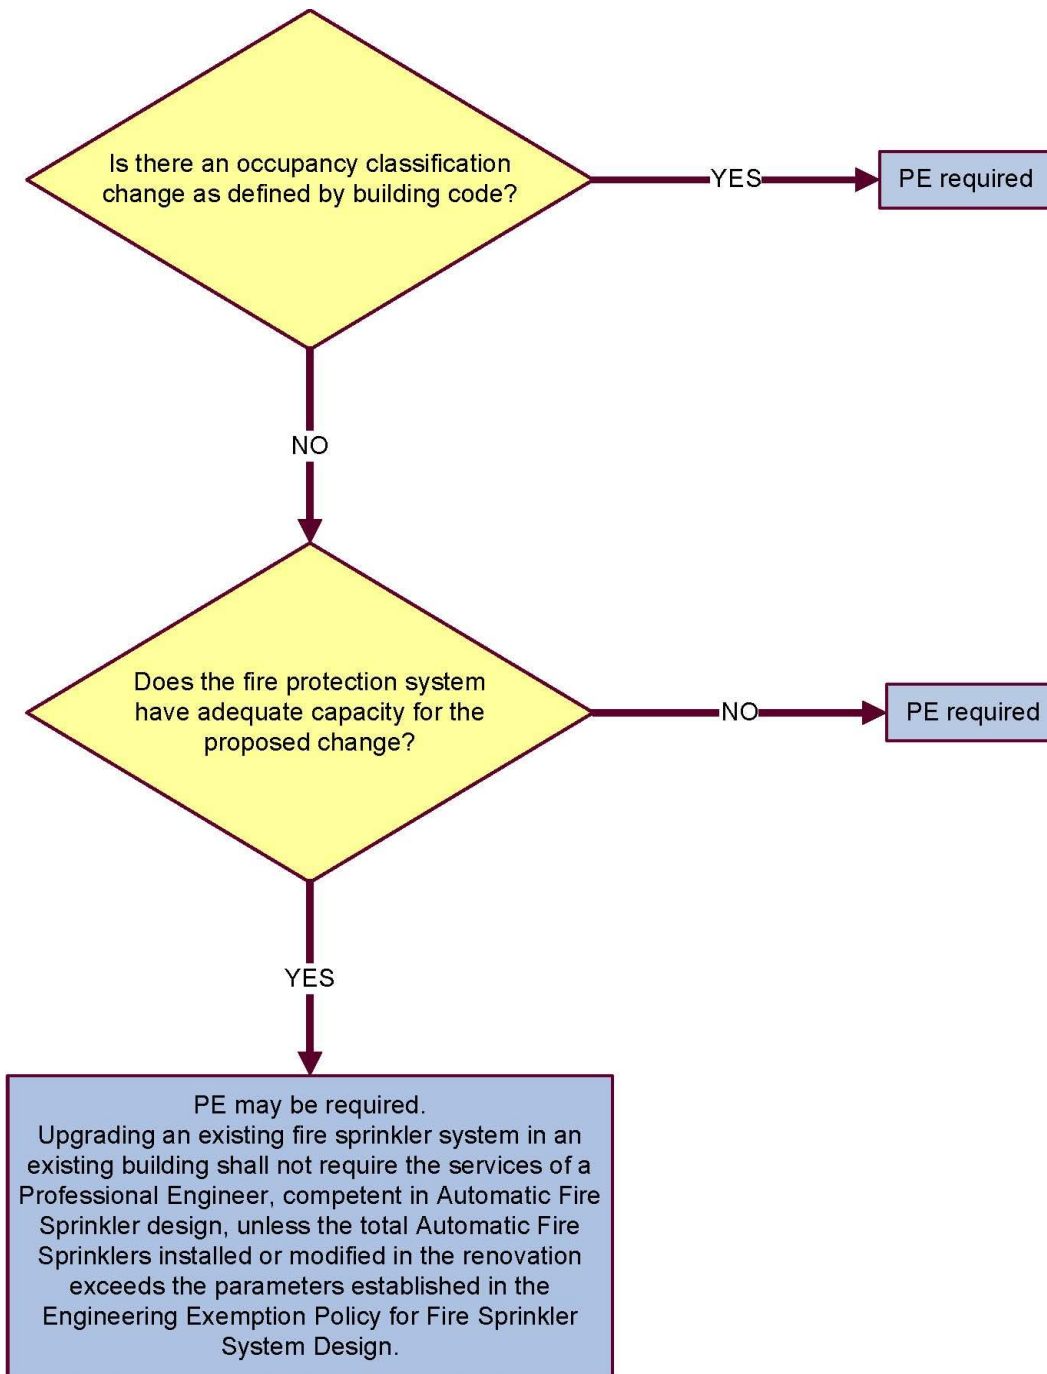 Is there an occupancy classification
change as defined by building code?
YES
PE required
NO
Does the fire protection system
have adequate capacity for the
proposed change?
NO
PE required
YES
PE may be required.
Upgrading an existing fire sprinkler system in an
existing building shall not require the services of a
Professional Engineer, competent in Automatic Fire
Sprinkler design, unless the total Automatic Fire
Sprinklers installed or modified in the renovation
exceeds the parameters established in the
Engineering Exemption Policy for Fire Sprinkler
System Design.